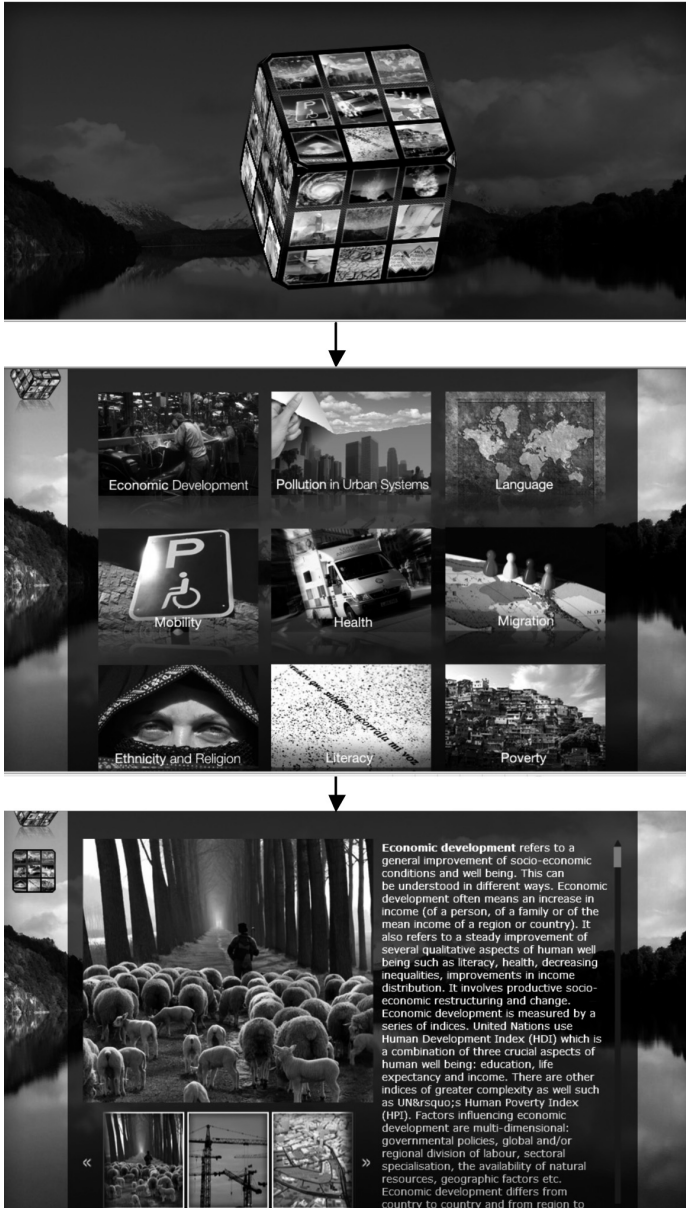 Economic Development
Pollution in Urban Systems
Language
P
Mobility
Health
Migration
Ethnicity and Religion
acorrala mi voz
Literacy
Poverty
Economic development refers to a
general improvement of socio-economic
conditions and well being. This can
be understood in different ways. Economic
development often means an increase in
income (of a person, of a family or of the
mean income of a region or country). It
also refers to a steady improvement of
several qualitative aspects of human well
being such as literacy, health, decreasing
inequalities, improvements in income
distribution. It involves productive socio-
economic restructuring and change.
Economic development is measured by a
series of indices. United Nations use
Human Development Index (HDI) which is
a combination of three crucial aspects of
human well being: education, life
expectancy and income. There are other
indices of greater complexity as well such
as UN&rsquo;s Human Poverty Index
(HPI). Factors influencing economic
development are multi-dimensional:
governmental policies, global and/or
regional division of labour, sectoral
specialisation, the availability of natural
resources, geographic factors etc.
Economic development differs from
country to country and from region to
« »